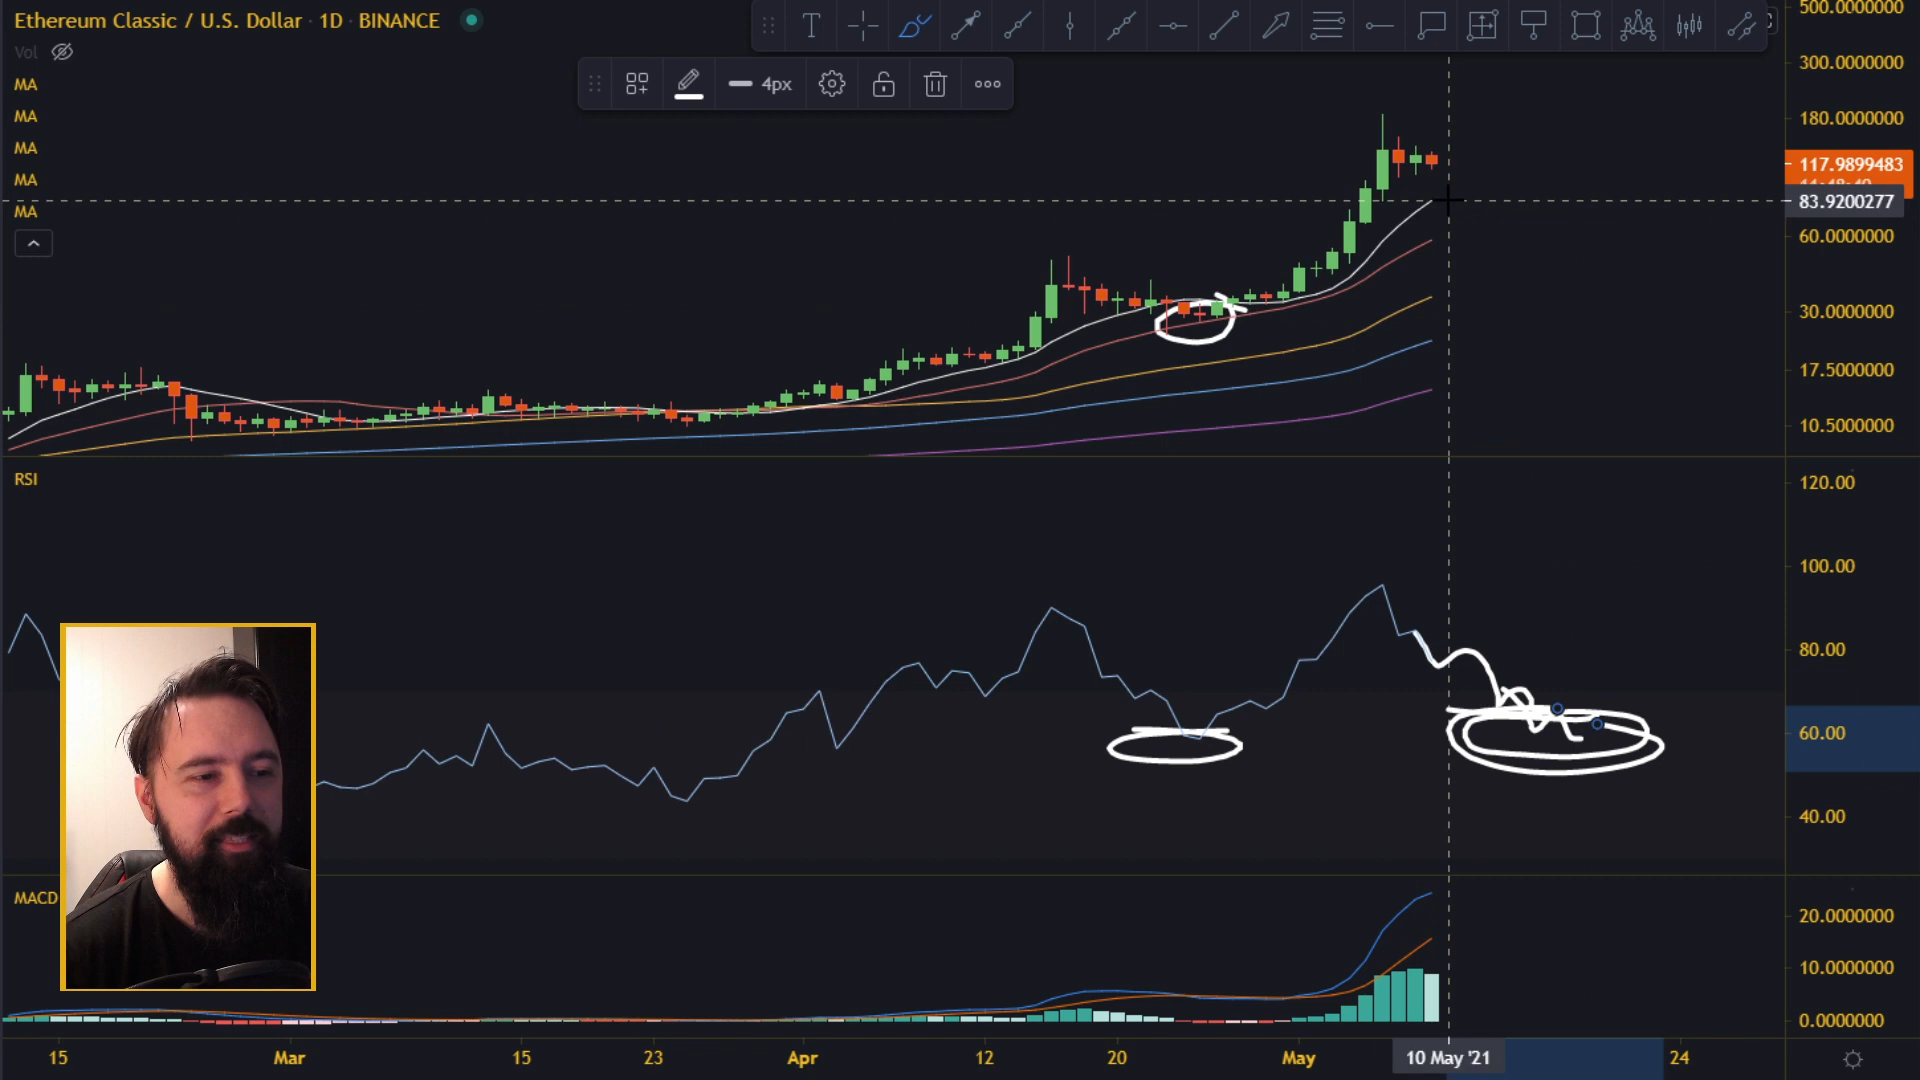 Ethereum Classic / U.S. Dollar · 1D · BINANCE
Vol
MA
MA
MA
MA
MA
T
4px
500.0000000
300.0000000
180.0000000
117.9899483
83.9200277
60.0000000
30.0000000
17.5000000
10.5000000
RSI
120.00
100.00
80.00
60.00
40.00
MACD
20.0000000
10.0000000
0.0000000
15 Mar 15 23 Apr 12 20 May 10 May '21 24